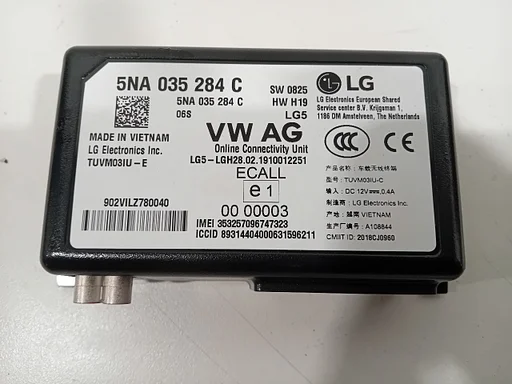 5NA 035 284 C
5NA 035 284 C
06S
SW 0825
HW H19
LG5
MADE IN VIETNAM
LG Electronics Inc.
TUVM03IU-E
VW AG
Online Connectivity Unit
LG5-LGH28.02.1910012251
ECALL
e1
00 00003
902VILZ780040
IMEI 353257096747323
ICCID 89314404000631596211
LG
LG Electronics European Shared
Service center B.V. Krijgsman 1,
1186 DM Amstelveen, The Netherlands
CCC
产品名称: 车载无线终端
型号: TUVM03IU-C
输入: DC 12V 0.4A
制造商: LG Electronics Inc.
产地: 越南 VIETNAM
生产厂编号: A108844
CMIIT ID: 2018CJ0960